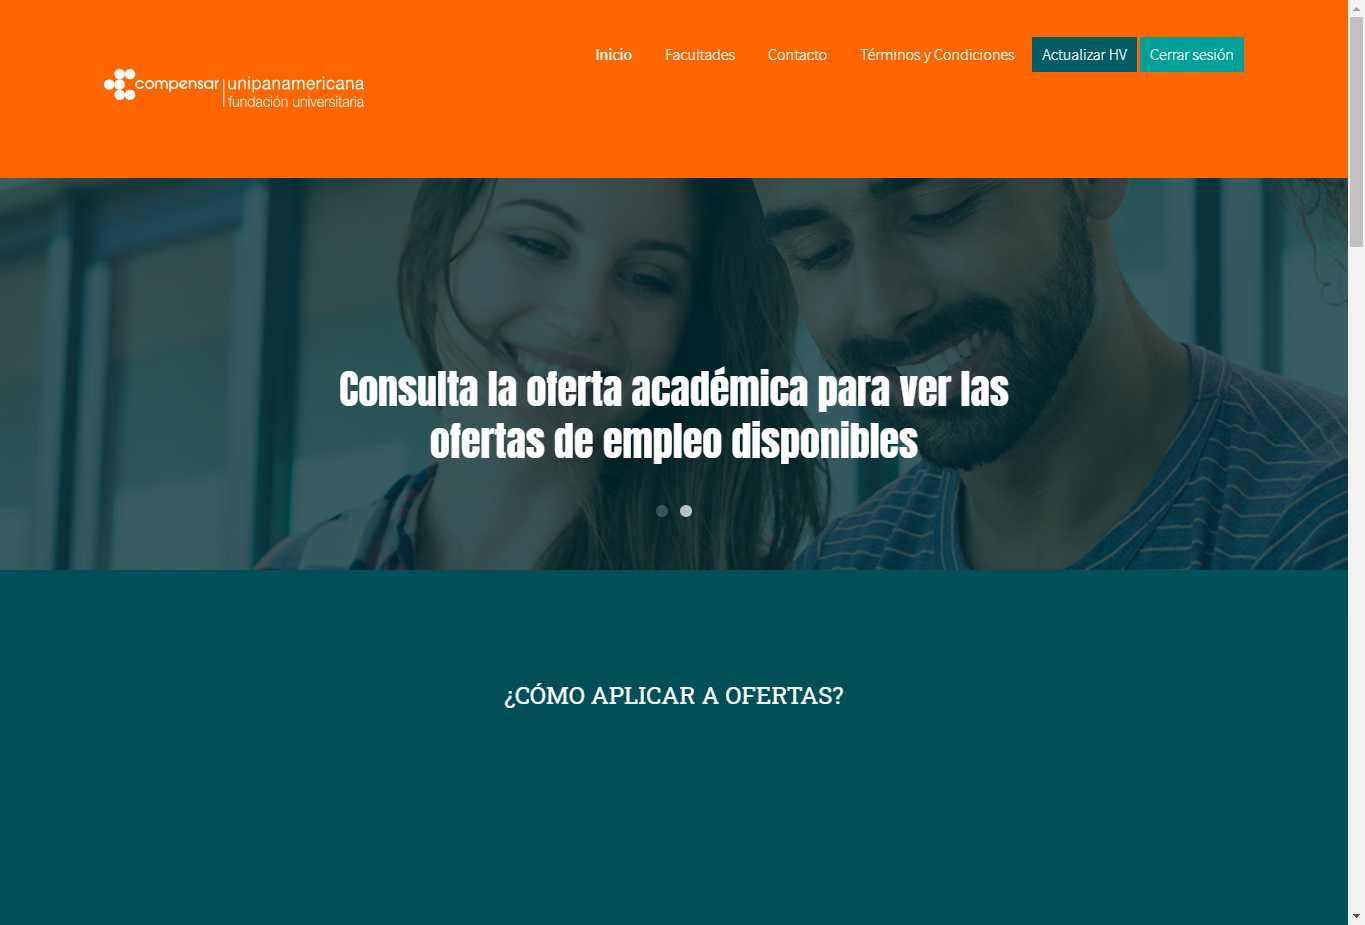 Inicio
Facultades
Contacto
Términos y Condiciones
Actualizar HV
Cerrar sesión
compensar
unipanamericana
fundación universitaria
Consulta la oferta académica para ver las
ofertas de empleo disponibles
¿CÓMO APLICAR A OFERTAS?